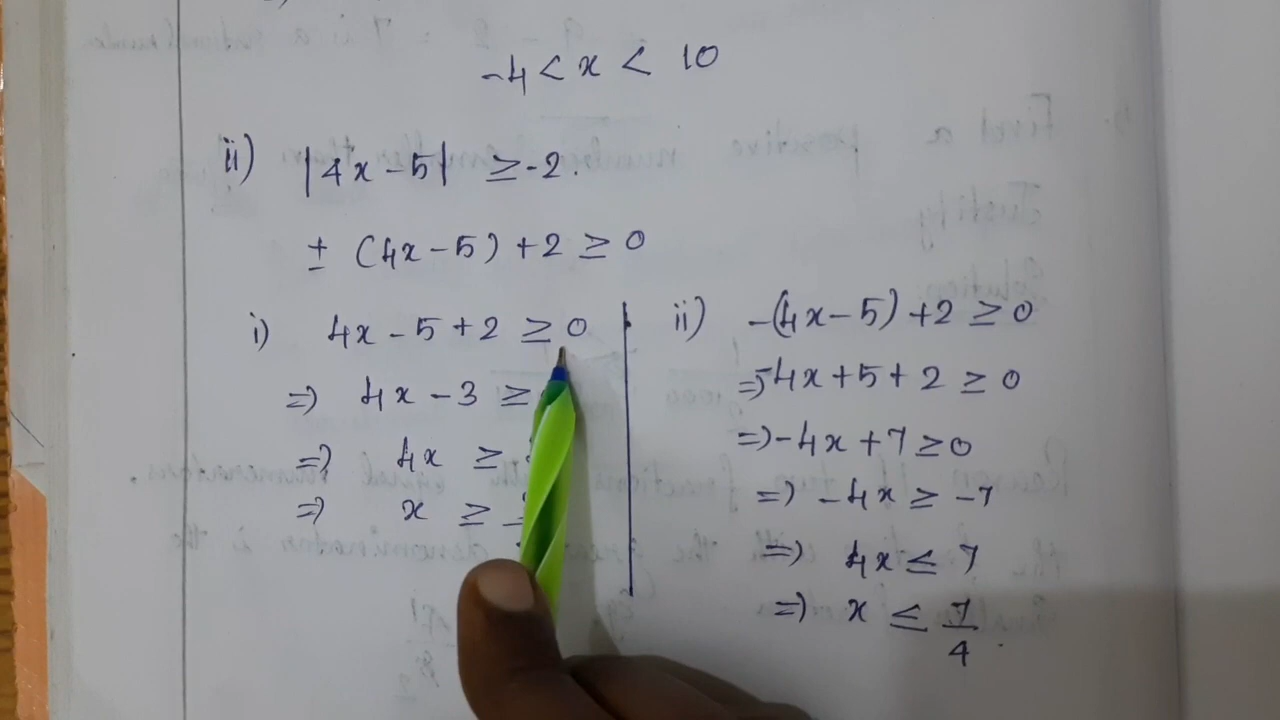 -4 < x < 10
ii) |4x - 5| ≥ -2.
± (4x - 5) + 2 ≥ 0
i) 4x - 5 + 2 ≥ 0
=> 4x - 3 ≥
=> 4x ≥
=> x ≥
ii) -(4x - 5) + 2 ≥ 0
=> -4x + 5 + 2 ≥ 0
=> -4x + 7 ≥ 0
=> -4x ≥ -7
=> 4x ≤ 7
=> x ≤ 7/4